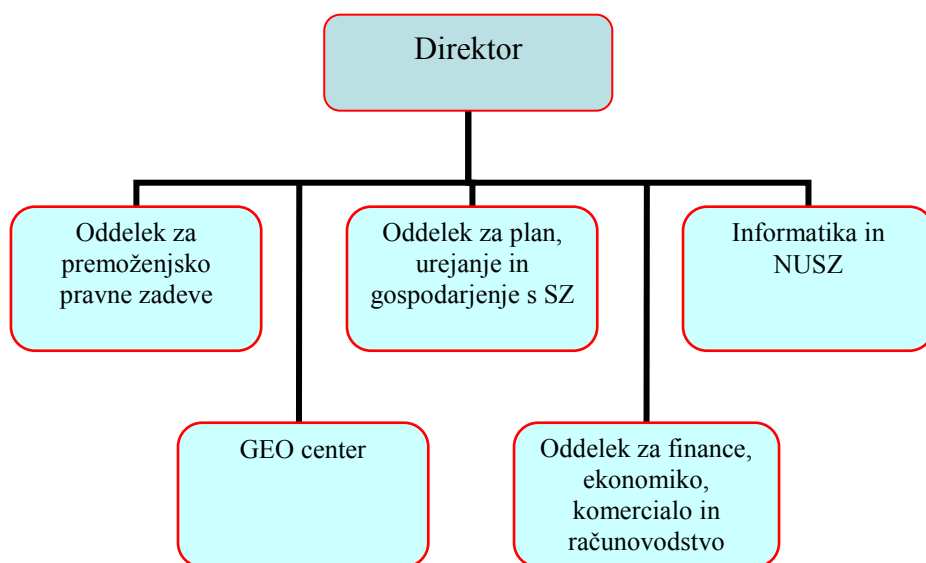 Direktor
Oddelek za
premoženjsko
pravne zadeve
Oddelek za plan,
urejanje in
gospodarjenje s SZ
Informatika in
NUSZ
GEO center
Oddelek za finance,
ekonomiko,
komercialo in
računovodstvo